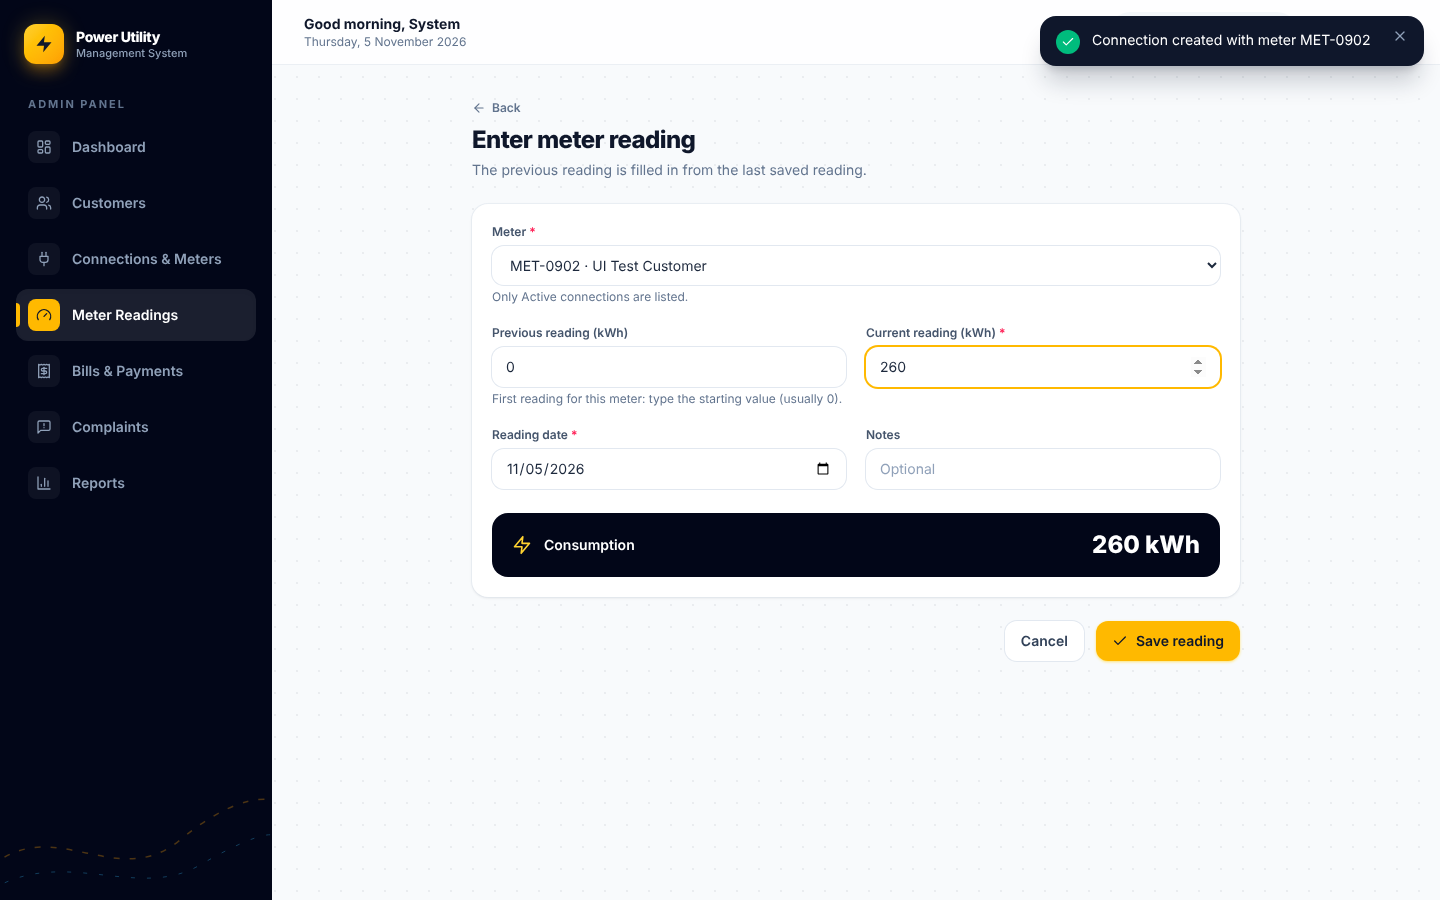 Power Utility
Management System
ADMIN PANEL
Dashboard
Customers
Connections & Meters
Meter Readings
Bills & Payments
Complaints
Reports
Good morning, System
Thursday, 5 November 2026
Connection created with meter MET-0902
Back
Enter meter reading
The previous reading is filled in from the last saved reading.
Meter *
MET-0902 · UI Test Customer
Only Active connections are listed.
Previous reading (kWh)
0
First reading for this meter: type the starting value (usually 0).
Current reading (kWh) *
260
Reading date *
11/05/2026
Notes
Optional
Consumption
260 kWh
Cancel
Save reading